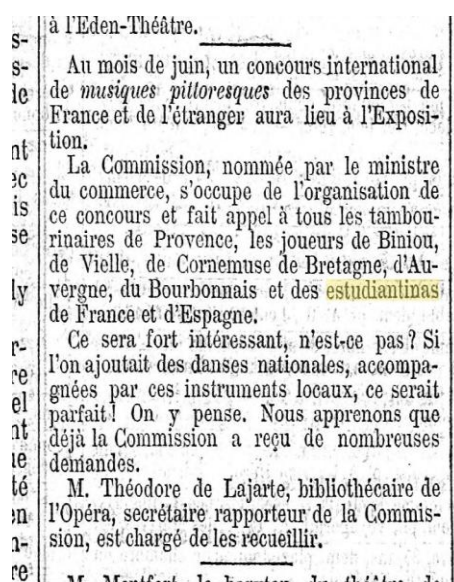 à l'Eden-Théâtre.
Au mois de juin, un concours international
de musiques pittoresques des provinces de
France et de l'étranger aura lieu à l'Exposi-
tion.
La Commission, nommée par le ministre
du commerce, s'occupe de l'organisation de
ce concours et fait appel à tous les tambou-
rinaires de Provence, les joueurs de Biniou,
de Vielle, de Cornemuse de Bretagne, d'Au-
vergne, du Bourbonnais et des estudiantinas
de France et d'Espagne.
Ce sera fort intéressant, n'est-ce pas ? Si
l'on ajoutait des danses nationales, accompa-
gnées par ces instruments locaux, ce serait
parfait ! On y pense. Nous apprenons que
déjà la Commission a reçu de nombreuses
demandes.
M. Théodore de Lajarte, bibliothécaire de
l'Opéra, secrétaire rapporteur de la Commis-
sion, est chargé de les recueillir.